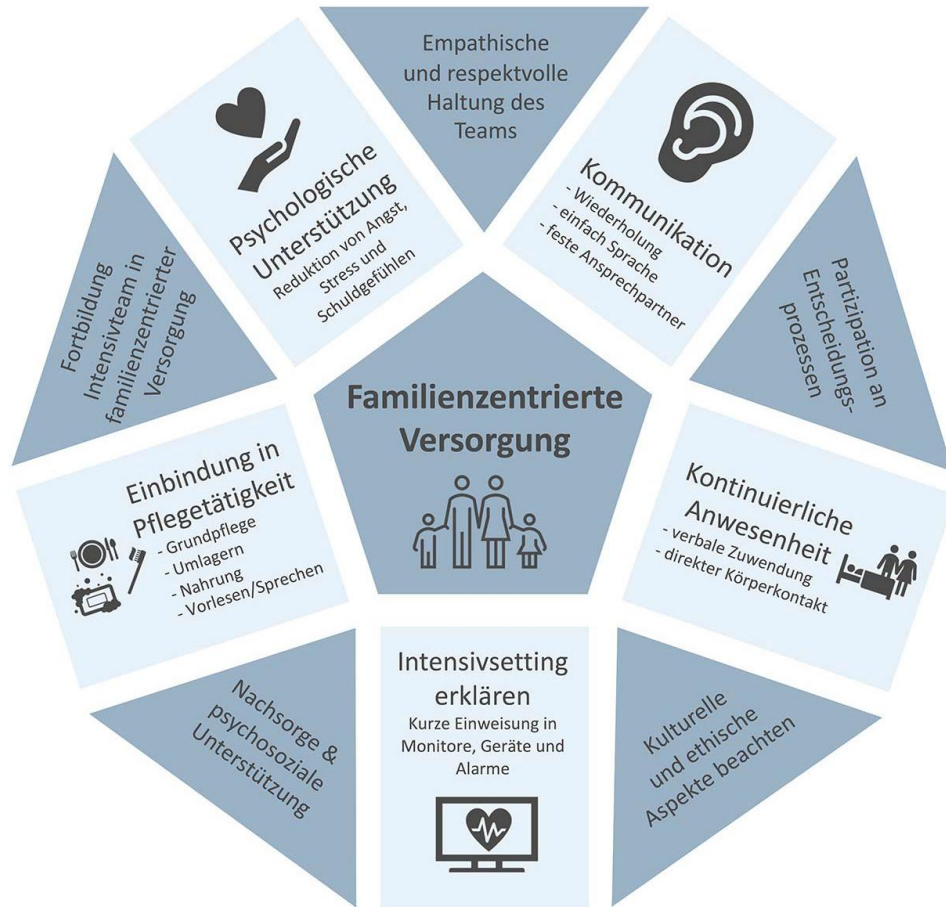 Empathische
und respektvolle
Haltung des
Teams
Kommunikation
- Wiederholung
- einfach Sprache
- feste Ansprechpartner
Partizipation an
Entscheidungs-
prozessen
Kontinuierliche
Anwesenheit
- verbale Zuwendung
- direkter Körperkontakt
Kulturelle
und ethische
Aspekte beachten
Intensivsetting
erklären
Kurze Einweisung in
Monitore, Geräte und
Alarme
Nachsorge &
psychosoziale
Unterstützung
Einbindung in
Pflegetätigkeit
- Grundpflege
- Umlagern
- Nahrung
- Vorlesen/Sprechen
Fortbildung
Intensivteam in
familienzentrierter
Versorgung
Psychologische
Unterstützung
Reduktion von Angst,
Stress und
Schuldgefühlen
Familienzentrierte
Versorgung